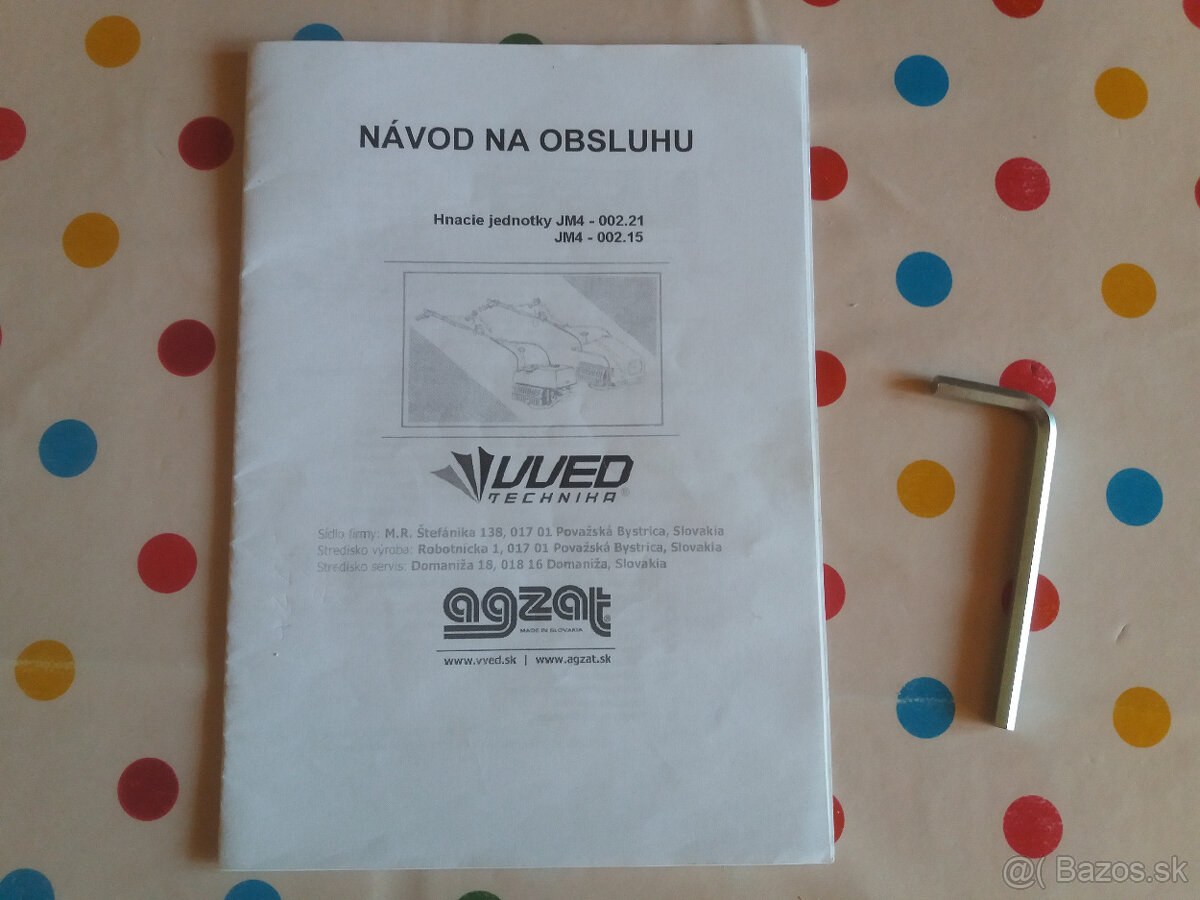 NÁVOD NA OBSLUHU
Hnacie jednotky JM4 - 002.21
JM4 - 002.15
VVED
TECHNIKA®
Sídlo firmy: M.R. Štefánika 138, 017 01 Považská Bystrica, Slovakia
Stredisko výroba: Robotnícka 1, 017 01 Považská Bystrica, Slovakia
Stredisko servis: Domaniža 18, 018 16 Domaniža, Slovakia
agzat®
MADE IN SLOVAKIA
www.vved.sk | www.agzat.sk
@( Bazos.sk